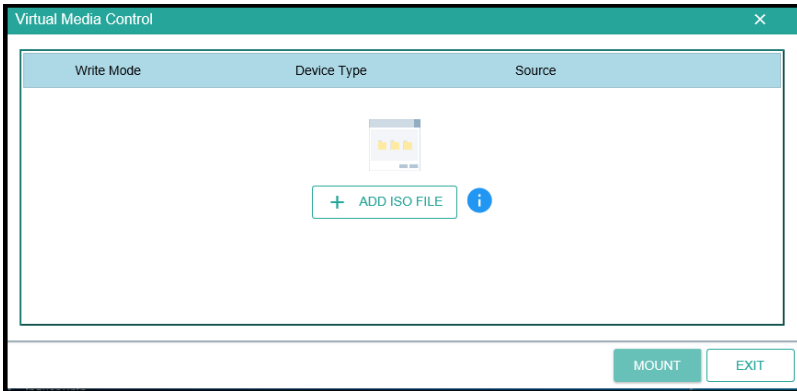 Virtual Media Control
Write Mode Device Type Source
+ ADD ISO FILE i
MOUNT EXIT